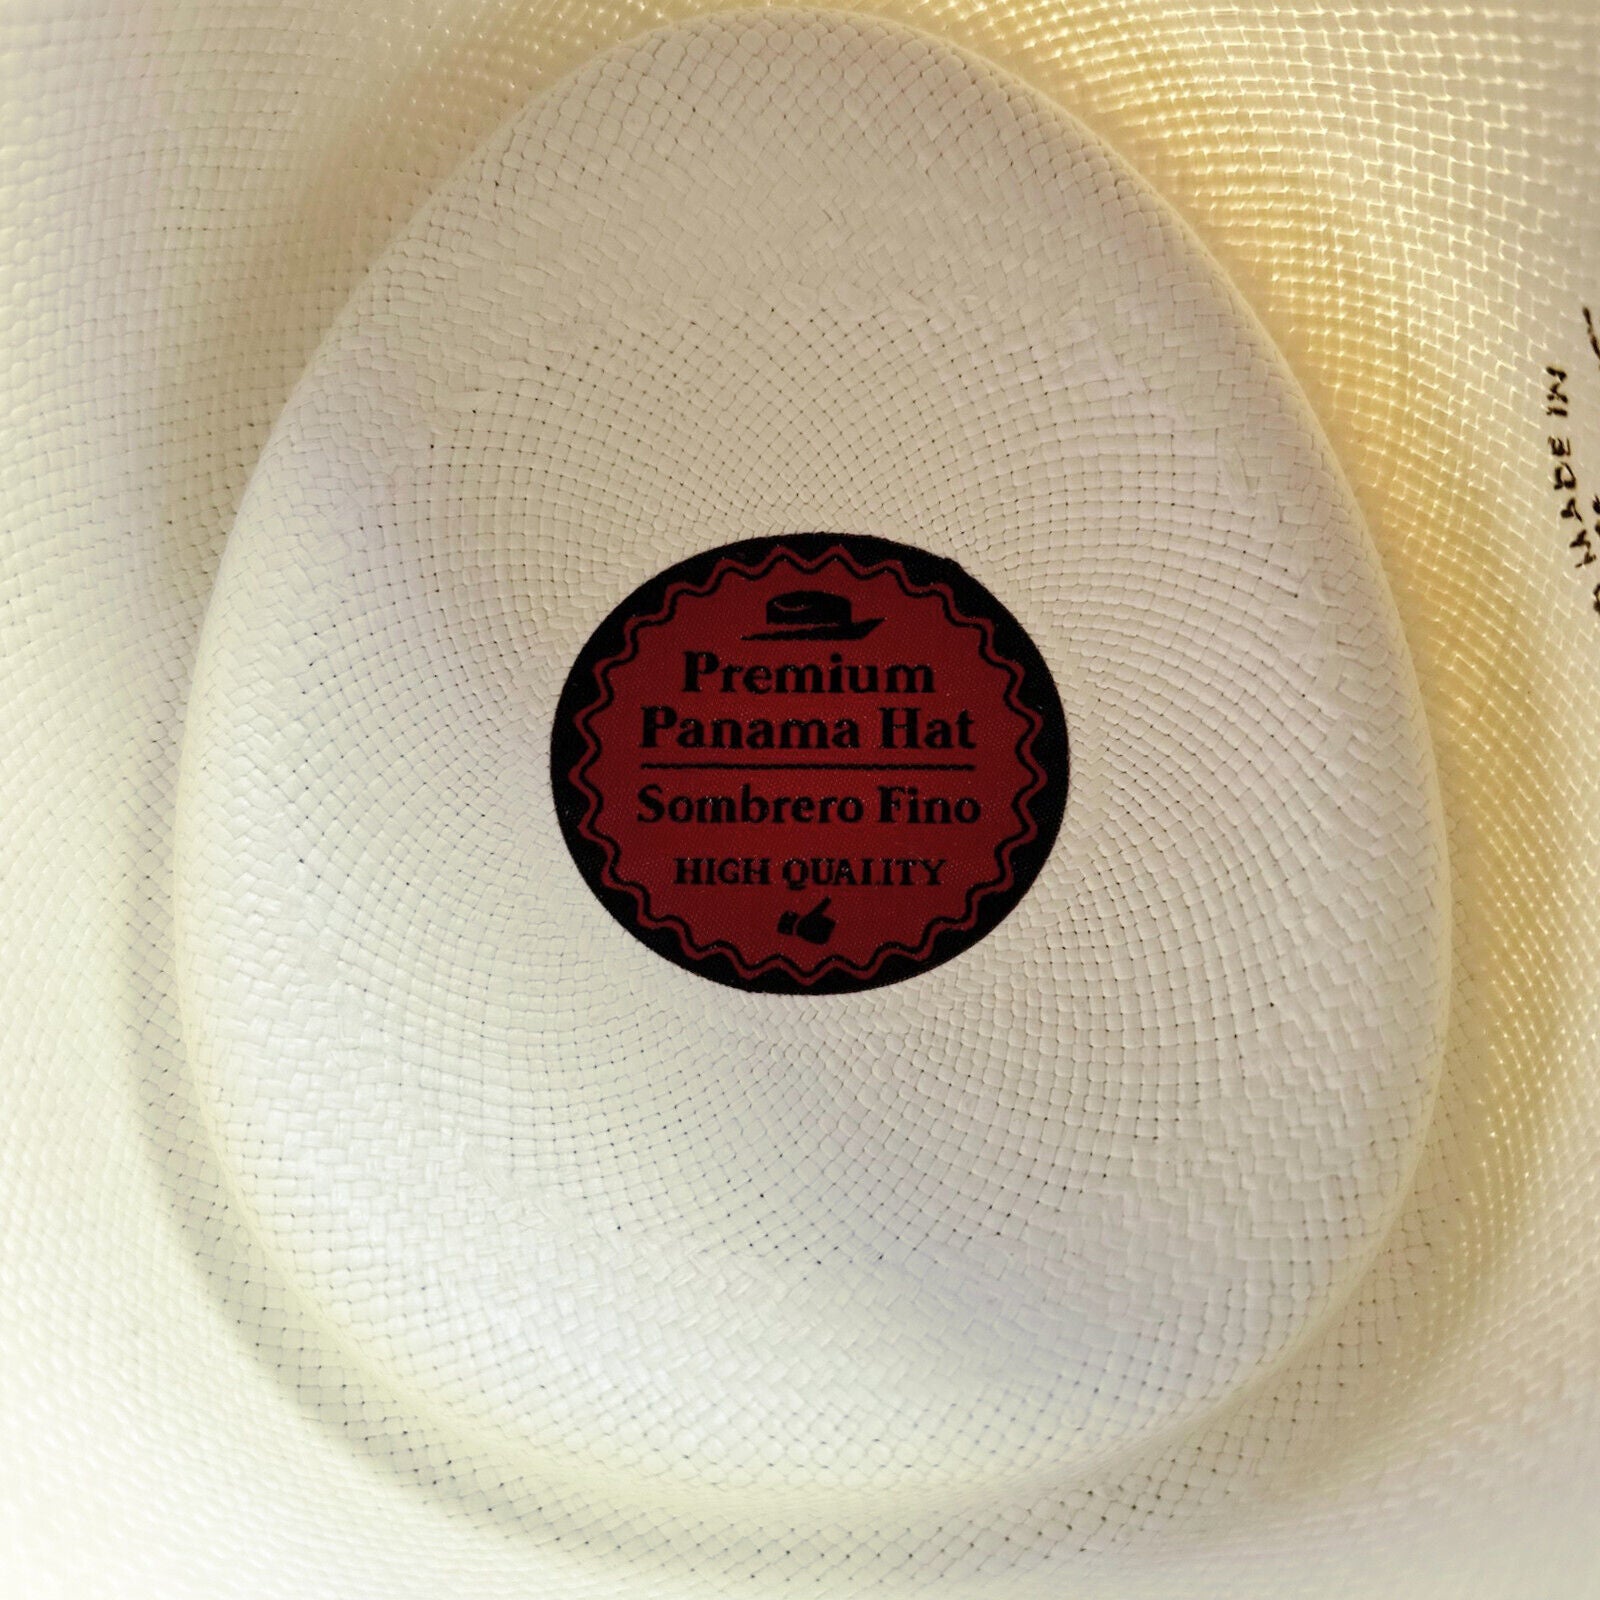 Premium
Panama Hat
Sombrero Fino
HIGH QUALITY
MADE IN